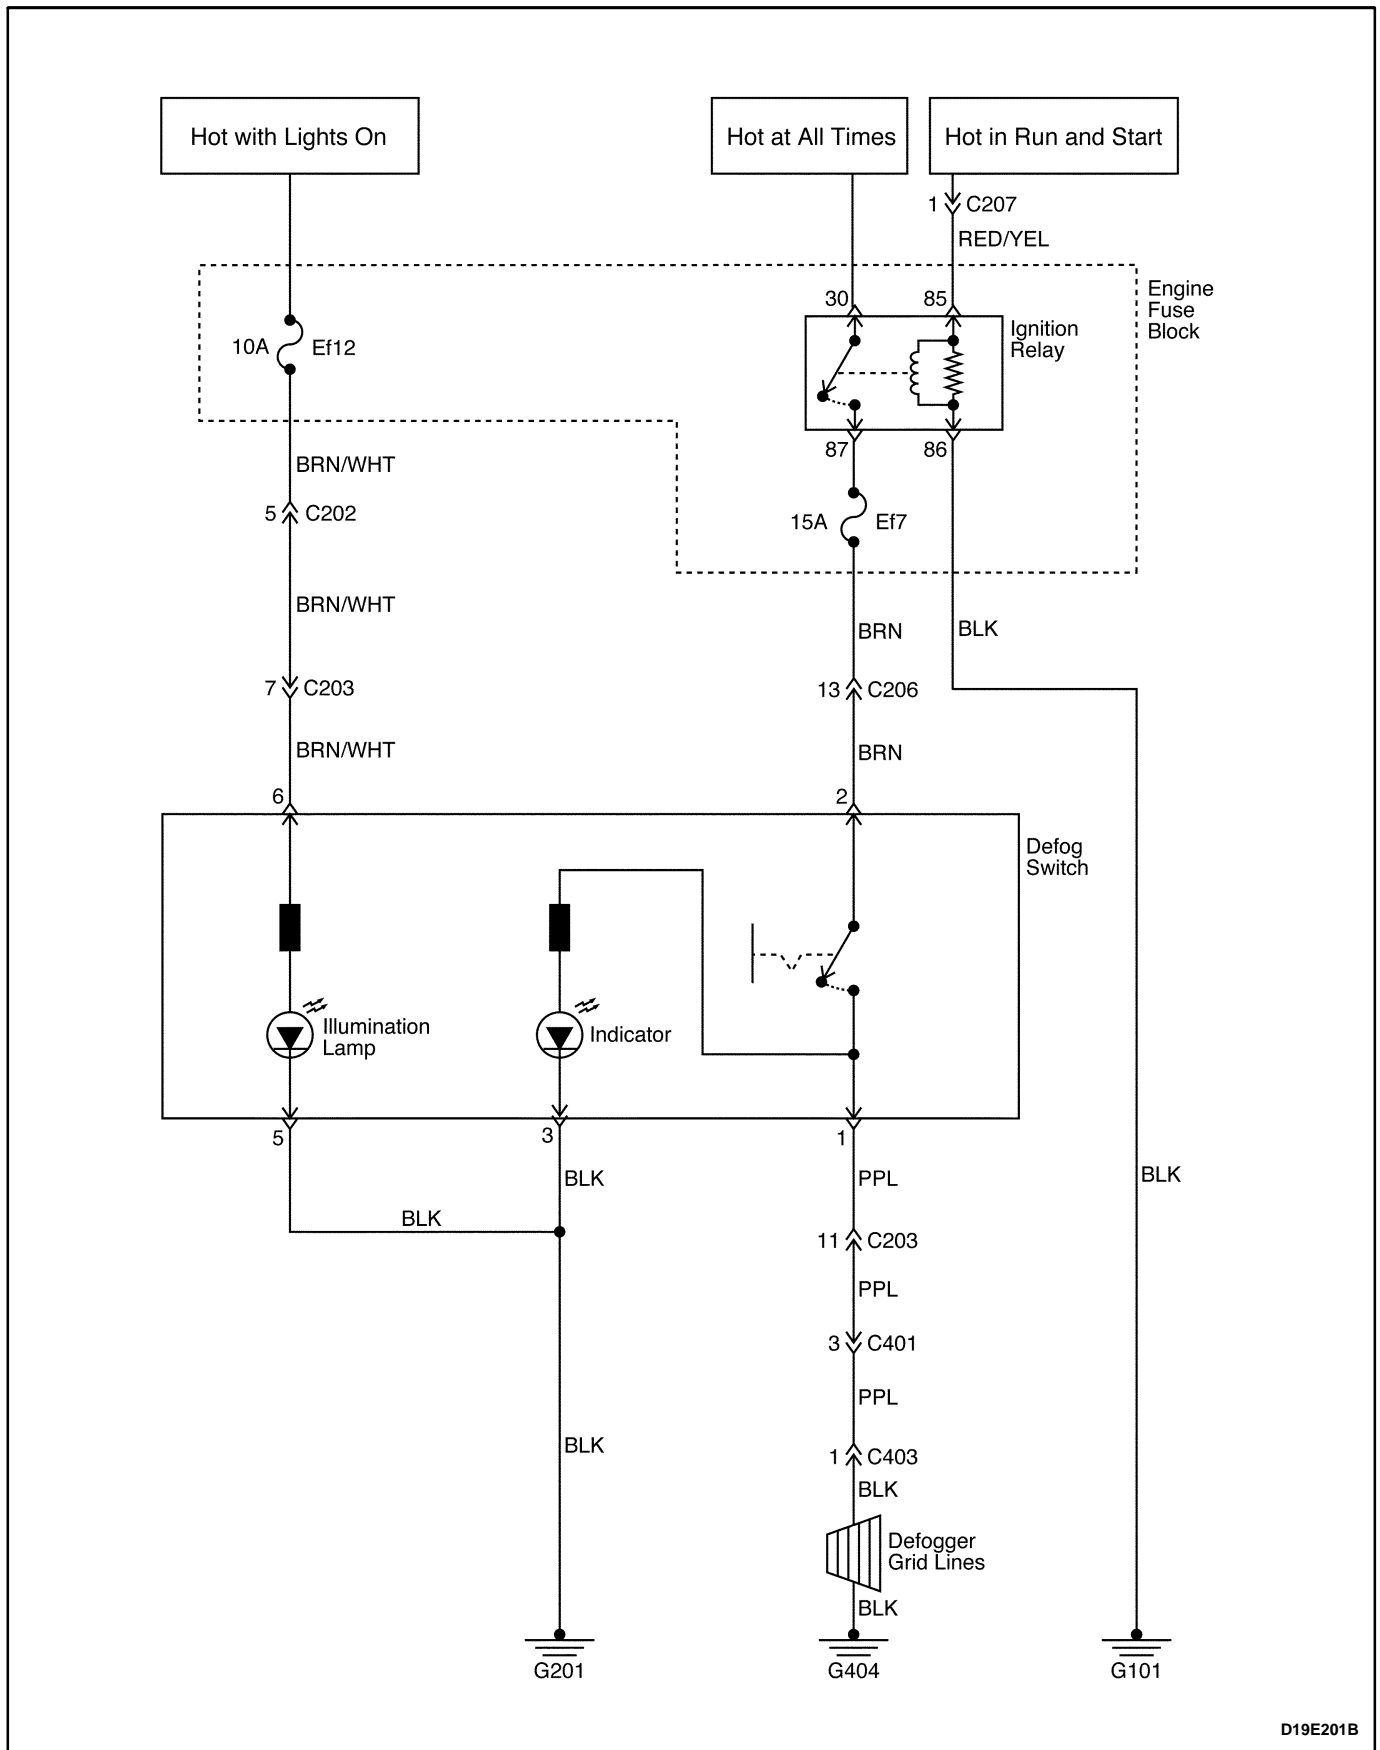 Hot with Lights On
Hot at All Times
Hot in Run and Start
1
C207
RED/YEL
Engine
Fuse
Block
30
85
Ignition
Relay
10A
Ef12
87
86
BRN/WHT
5
C202
15A
Ef7
BRN/WHT
BRN
BLK
7
C203
13
C206
BRN/WHT
BRN
6
2
Defog
Switch
Illumination
Lamp
Indicator
5
3
1
BLK
PPL
BLK
BLK
11
C203
PPL
3
C401
PPL
BLK
1
C403
BLK
Defogger
Grid Lines
BLK
G201
G404
G101
D19E201B